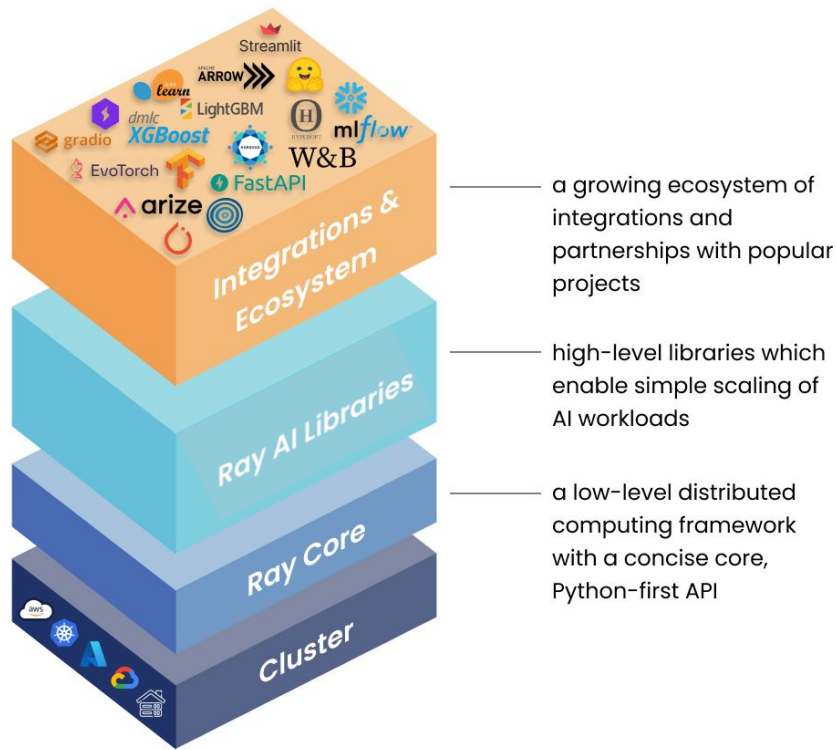 Streamlit
APACHE
ARROW
learn
LightGBM
dmlc
XGBoost
H
HYPEROPT
mlflow
gradio
HOROVOD
W&B
EvoTorch
FastAPI
arize
Integrations &
Ecosystem
a growing ecosystem of
integrations and
partnerships with popular
projects
Ray AI Libraries
high-level libraries which
enable simple scaling of
AI workloads
Ray Core
a low-level distributed
computing framework
with a concise core,
Python-first API
Cluster
aws